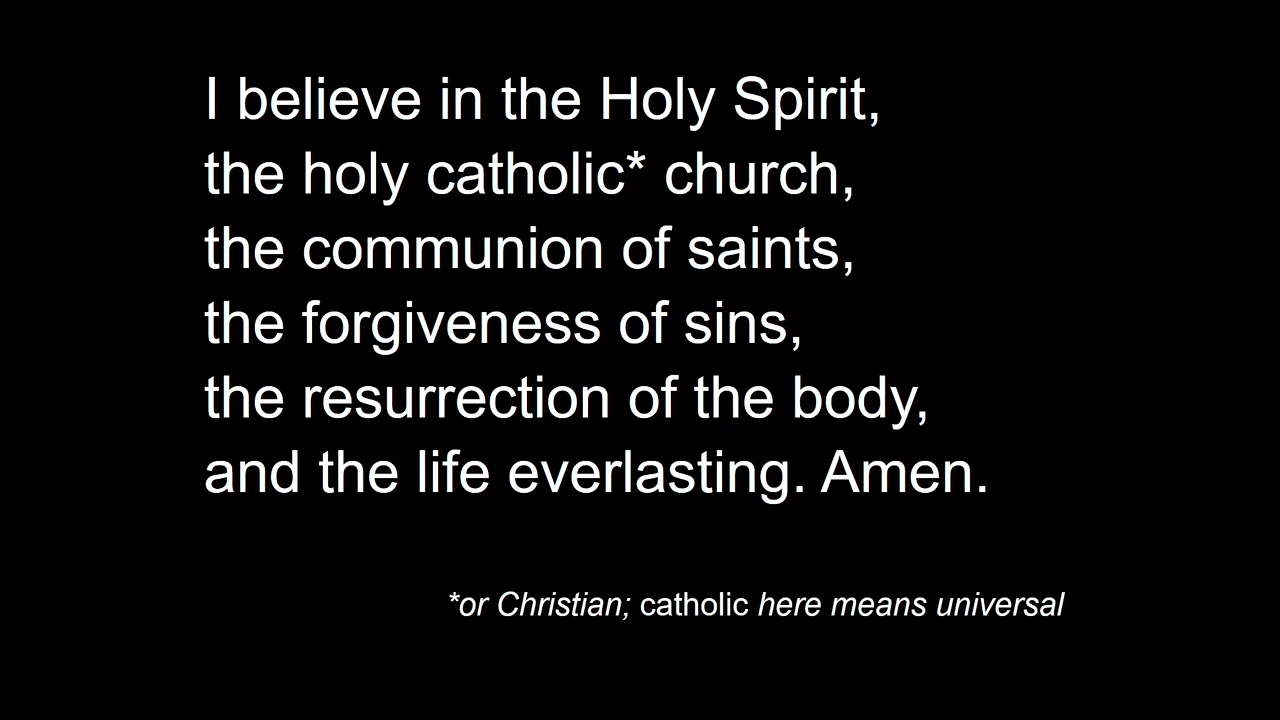 I believe in the Holy Spirit,
the holy catholic* church,
the communion of saints,
the forgiveness of sins,
the resurrection of the body,
and the life everlasting. Amen.
*or Christian; catholic here means universal